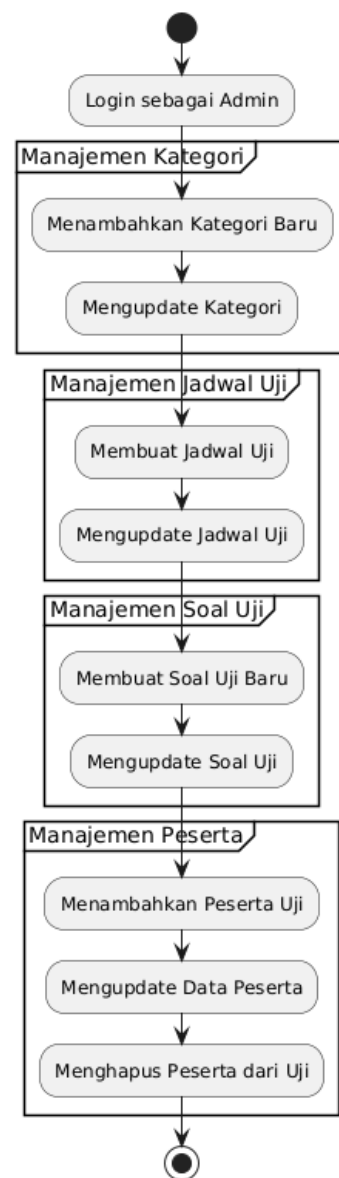 Login sebagai Admin
Manajemen Kategori
Menambahkan Kategori Baru
Mengupdate Kategori
Manajemen Jadwal Uji
Membuat Jadwal Uji
Mengupdate Jadwal Uji
Manajemen Soal Uji
Membuat Soal Uji Baru
Mengupdate Soal Uji
Manajemen Peserta
Menambahkan Peserta Uji
Mengupdate Data Peserta
Menghapus Peserta dari Uji